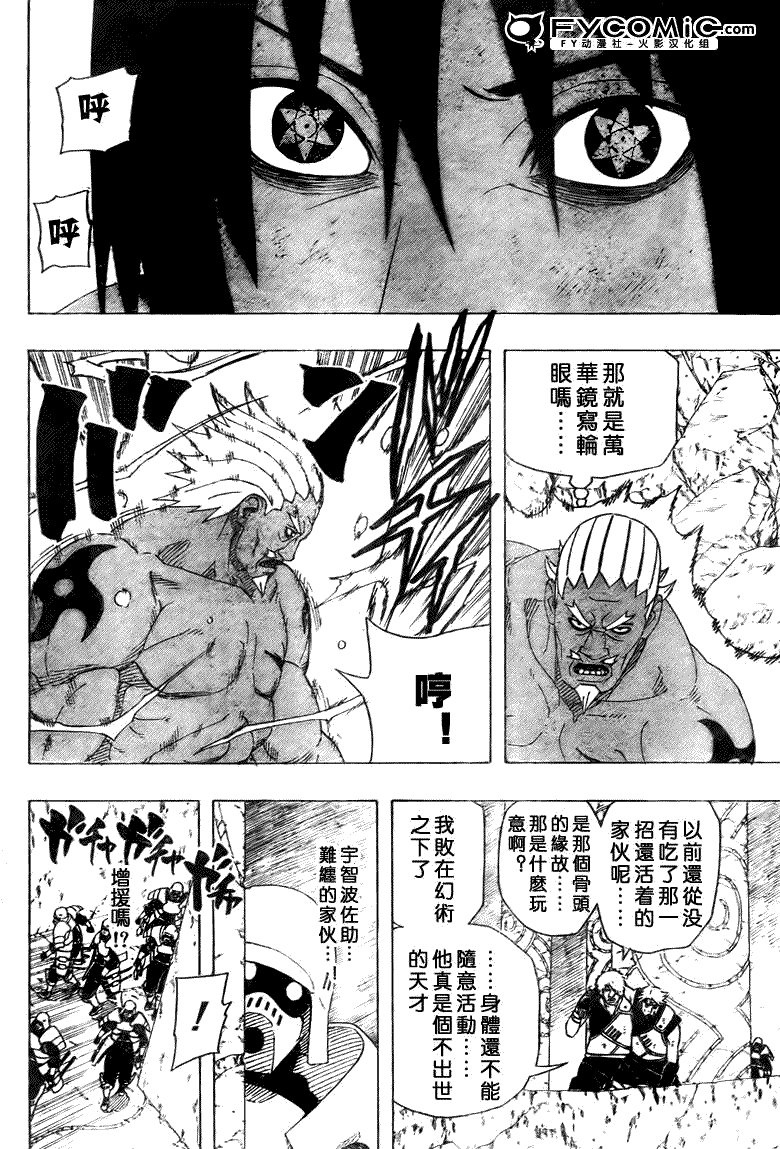 FYCOMIC.com
FY动漫社-火影汉化组
呼
呼
那就是萬
華鏡寫輪
眼嗎……
哼！
以前還從没
有吃了那一
招還活着的
家伙呢……
是那個骨頭
的緣故…
那是什麼玩
意啊？
我敗在幻術
之下了
……身體還不能
隨意活動……
他真是個不出世
的天才
宇智波佐助…
難纏的家伙…！
ガチャ
ガチャ
ガチャ
增援嗎!?
！